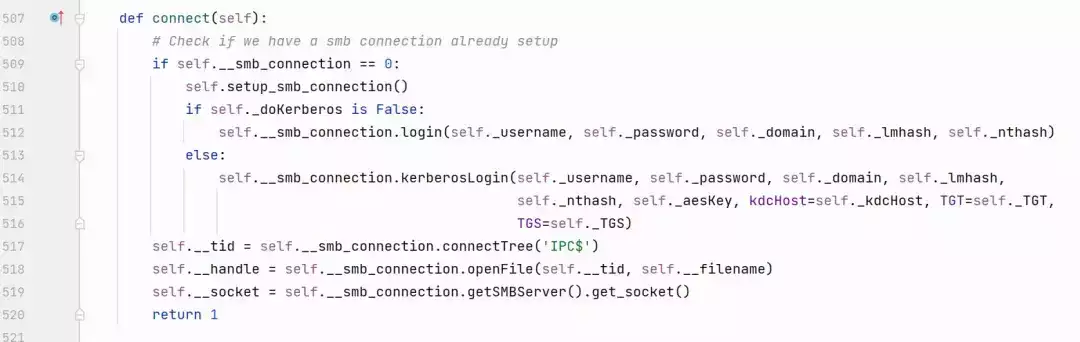 507 def connect(self):
508 # Check if we have a smb connection already setup
509 if self.__smb_connection == 0:
510 self.setup_smb_connection()
511 if self._doKerberos is False:
512 self.__smb_connection.login(self._username, self._password, self._domain, self._lmhash, self._nthash)
513 else:
514 self.__smb_connection.kerberosLogin(self._username, self._password, self._domain, self._lmhash,
515 self._nthash, self._aesKey, kdcHost=self._kdcHost, TGT=self._TGT,
516 TGS=self._TGS)
517 self.__tid = self.__smb_connection.connectTree('IPC$')
518 self.__handle = self.__smb_connection.openFile(self.__tid, self.__filename)
519 self.__socket = self.__smb_connection.getSMBServer().get_socket()
520 return 1
521